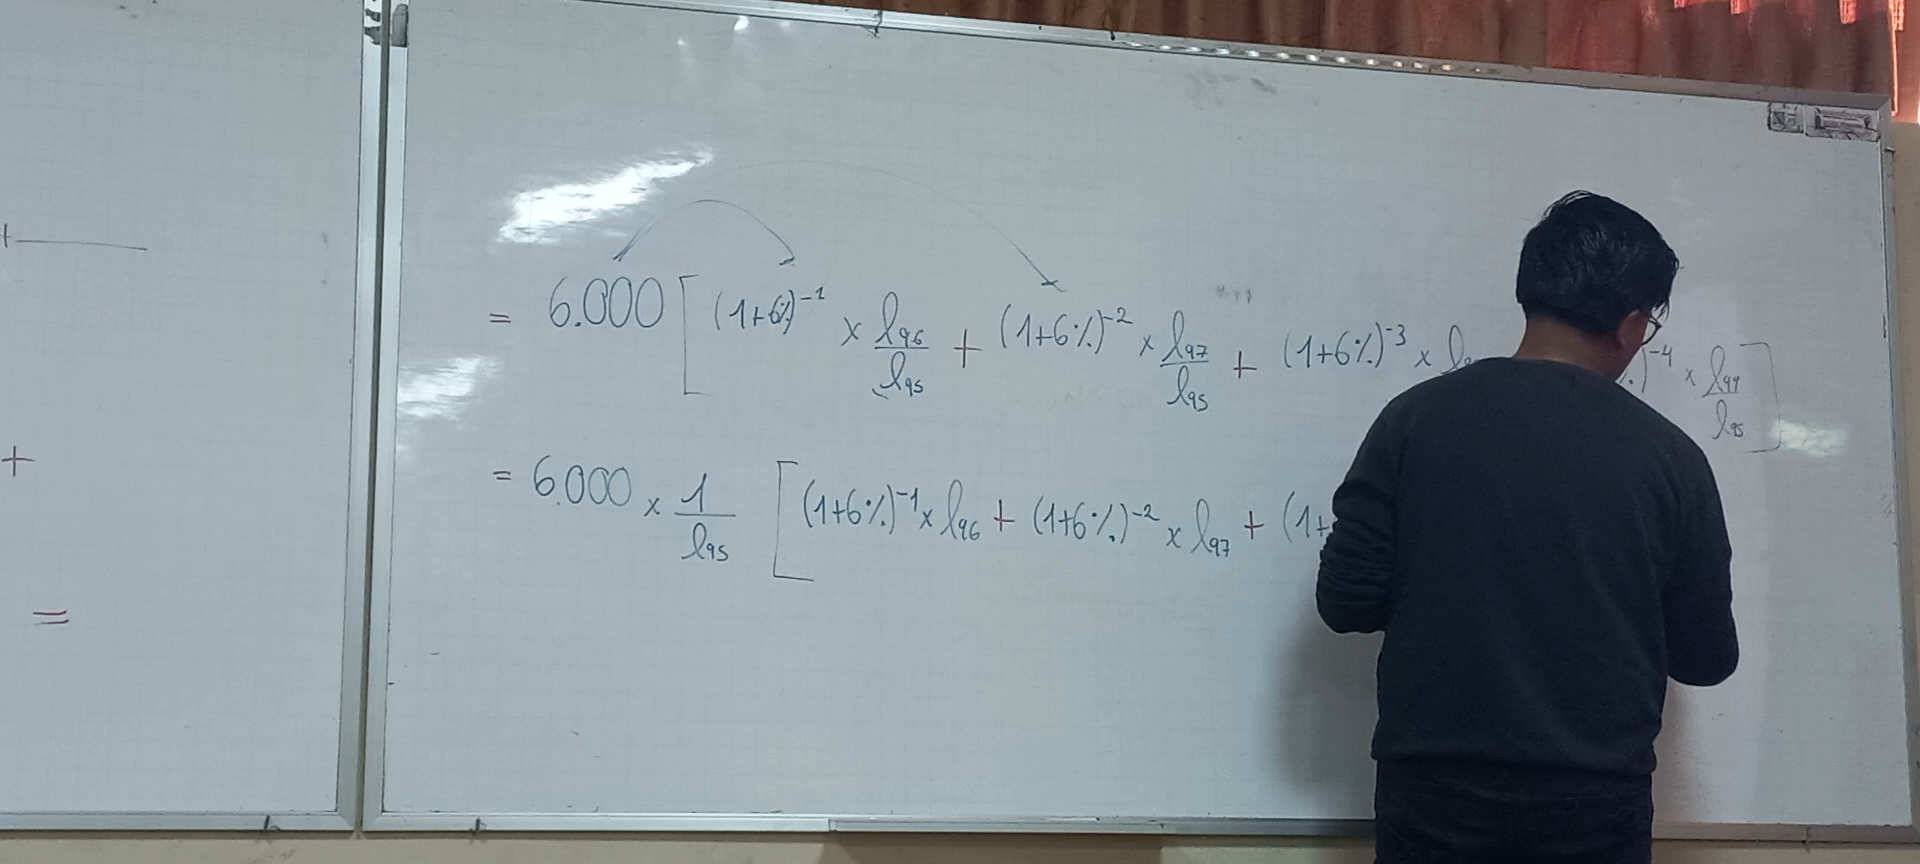 = 6.000 [ (1+6%)⁻¹ × l₉₆/l₉₅ + (1+6%)⁻² × l₉₇/l₉₅ + (1+6%)⁻³ × l )⁻⁴ × l₉₉/l₉₅ ]
= 6.000 × 1/l₉₅ [ (1+6%)⁻¹ × l₉₆ + (1+6%)⁻² × l₉₇ + (1+
+
=